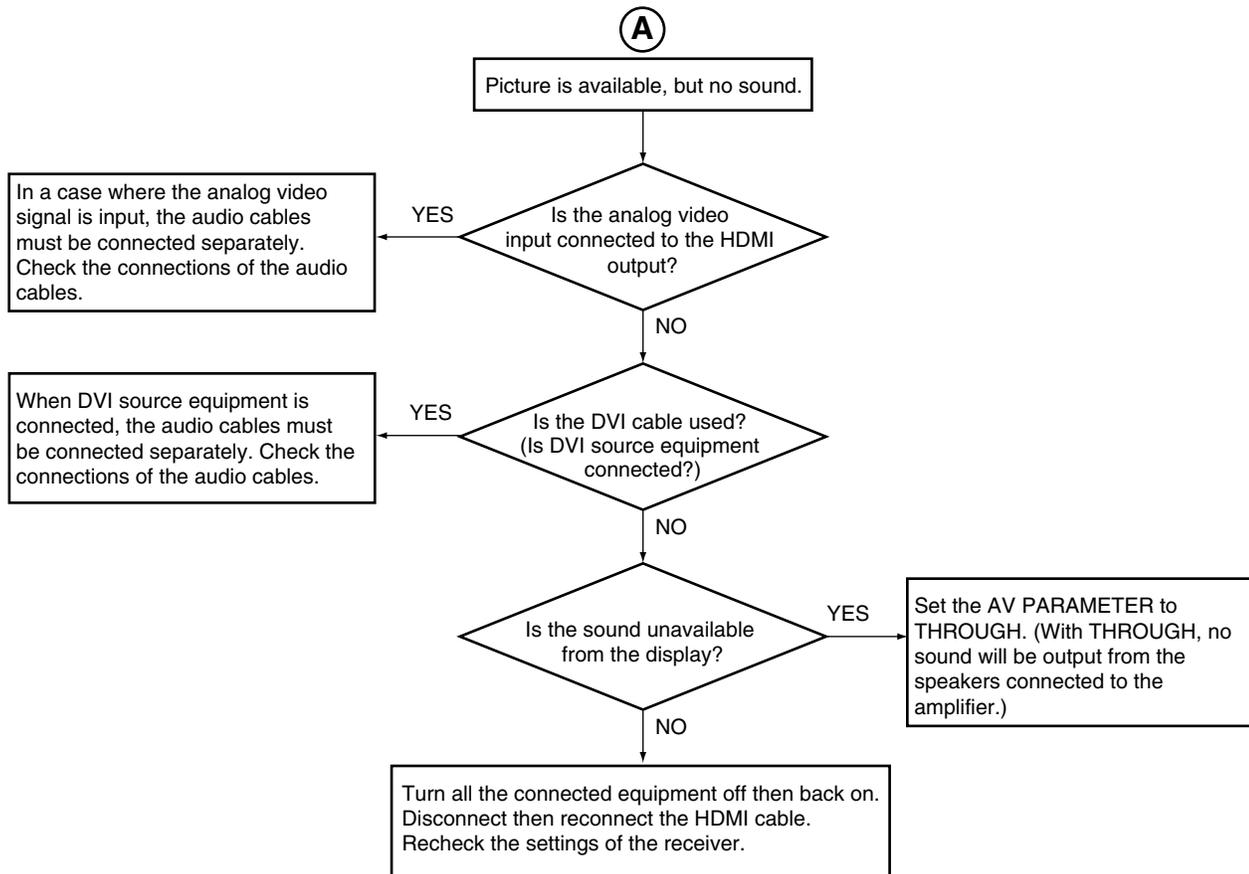 A
Picture is available, but no sound.
In a case where the analog video
signal is input, the audio cables
must be connected separately.
Check the connections of the audio
cables.
YES
Is the analog video
input connected to the HDMI
output?
NO
When DVI source equipment is
connected, the audio cables must
be connected separately. Check the
connections of the audio cables.
YES
Is the DVI cable used?
(Is DVI source equipment
connected?)
NO
Is the sound unavailable
from the display?
YES
Set the AV PARAMETER to
THROUGH. (With THROUGH, no
sound will be output from the
speakers connected to the
amplifier.)
NO
Turn all the connected equipment off then back on.
Disconnect then reconnect the HDMI cable.
Recheck the settings of the receiver.